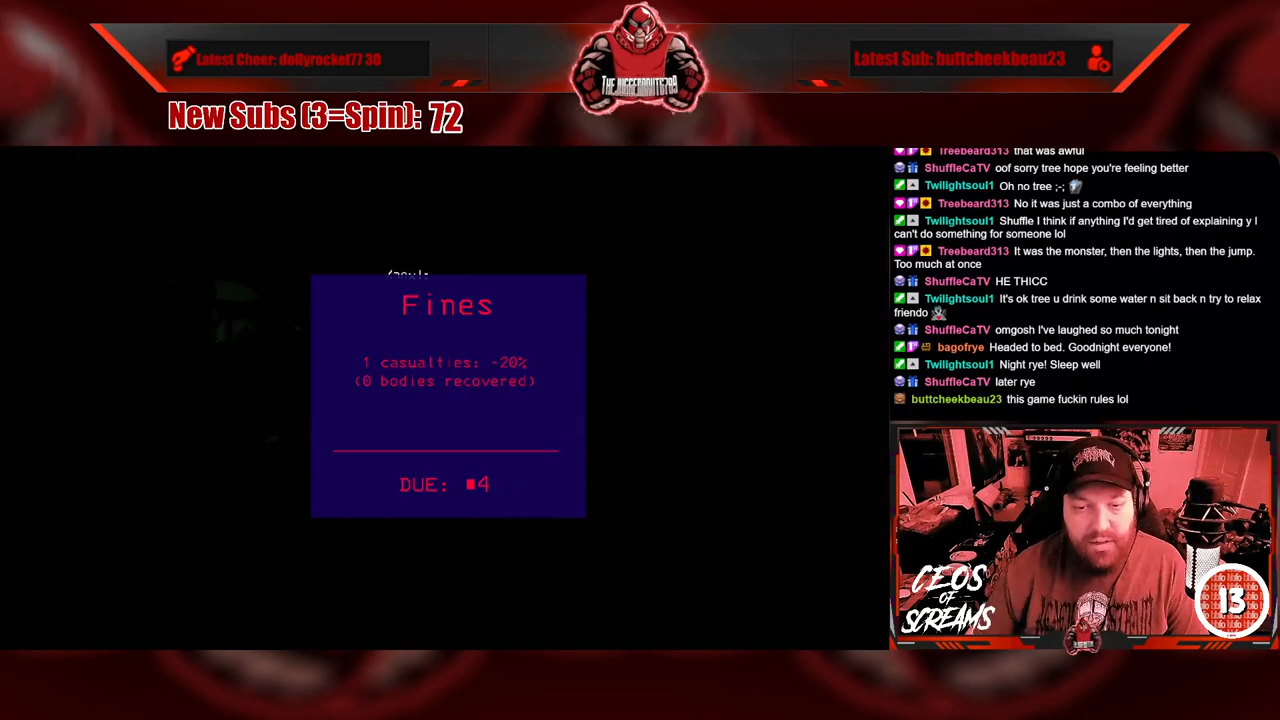 Latest Cheer: dollyrocket77 30
THEJUGGERNAUT6789
Latest Sub: buttcheekbeau23
New Subs (3=Spin): 72
Fines
1 casualties: -20%
(0 bodies recovered)
DUE: ■4
Treebeard313 that was awful
ShuffleCaTV oof sorry tree hope you're feeling better
Twilightsoul1 Oh no tree ;-;
Treebeard313 No it was just a combo of everything
Twilightsoul1 Shuffle I think if anything I'd get tired of explaining y I
can't do something for someone lol
Treebeard313 It was the monster, then the lights, then the jump.
Too much at once
ShuffleCaTV HE THICC
Twilightsoul1 It's ok tree u drink some water n sit back n try to relax
friendo
ShuffleCaTV omgosh I've laughed so much tonight
bagofrye Headed to bed. Goodnight everyone!
Twilightsoul1 Night rye! Sleep well
ShuffleCaTV later rye
buttcheekbeau23 this game fuckin rules lol
CEOS
OF
SCREAMS
13